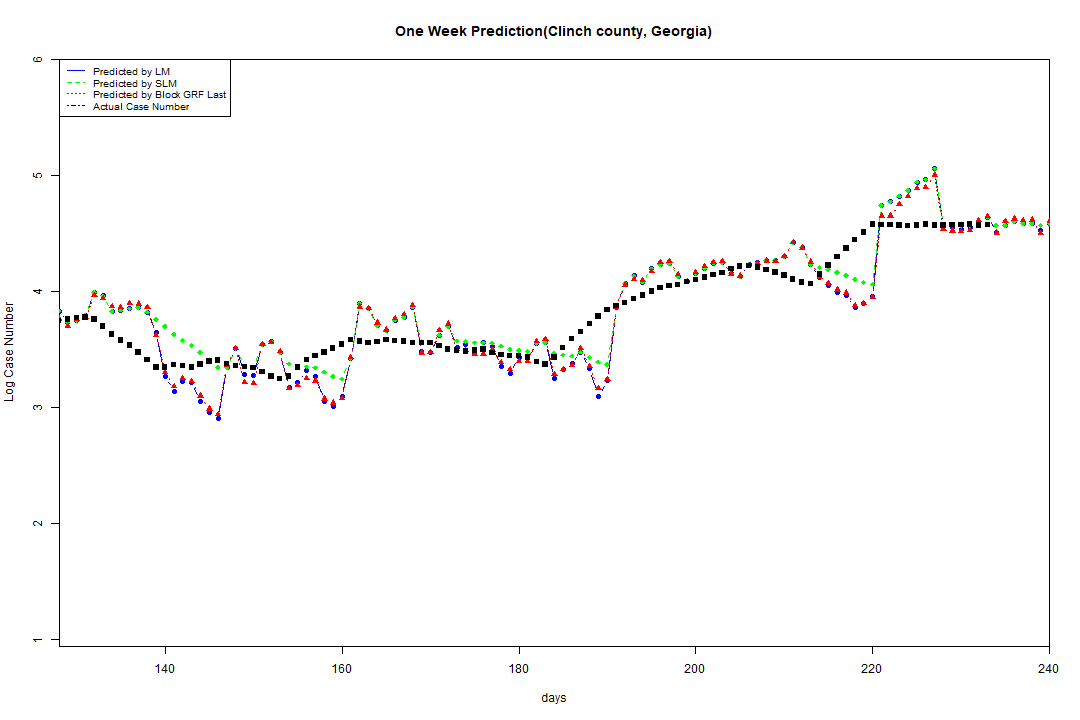 One Week Prediction(Clinch county, Georgia)
Predicted by LM
Predicted by SLM
Predicted by Block GRF Last
Actual Case Number
6
5
4
3
2
1
Log Case Number
140 160 180 200 220 240
days